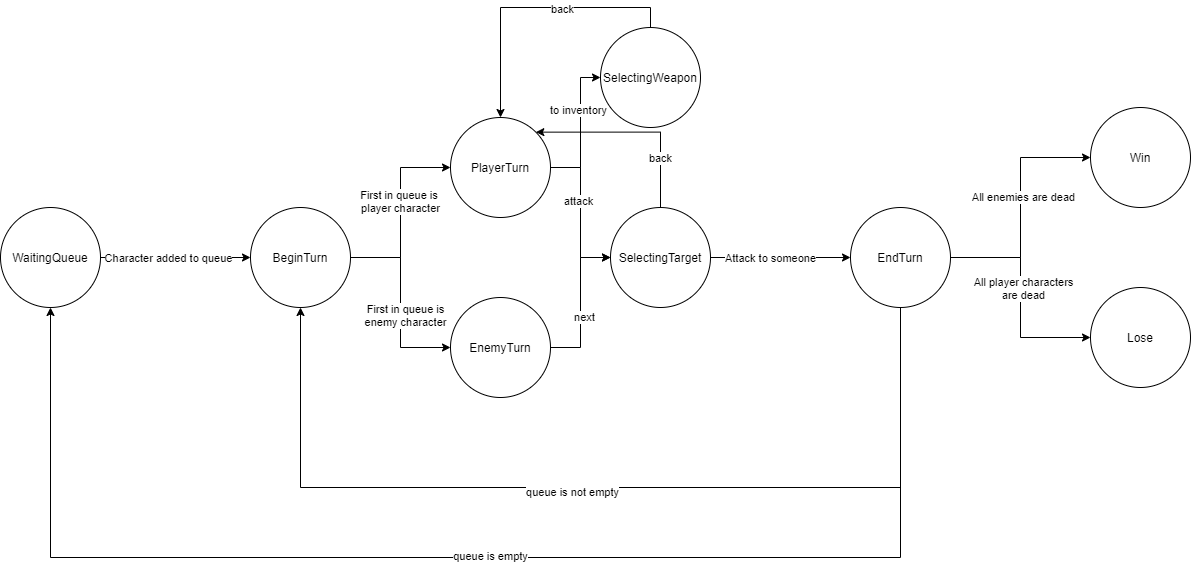 back
SelectingWeapon
to inventory
PlayerTurn
back
Win
First in queue is
player character
attack
All enemies are dead
WaitingQueue
Character added to queue
BeginTurn
SelectingTarget
Attack to someone
EndTurn
All player characters
are dead
First in queue is
enemy character
next
EnemyTurn
Lose
queue is not empty
queue is empty